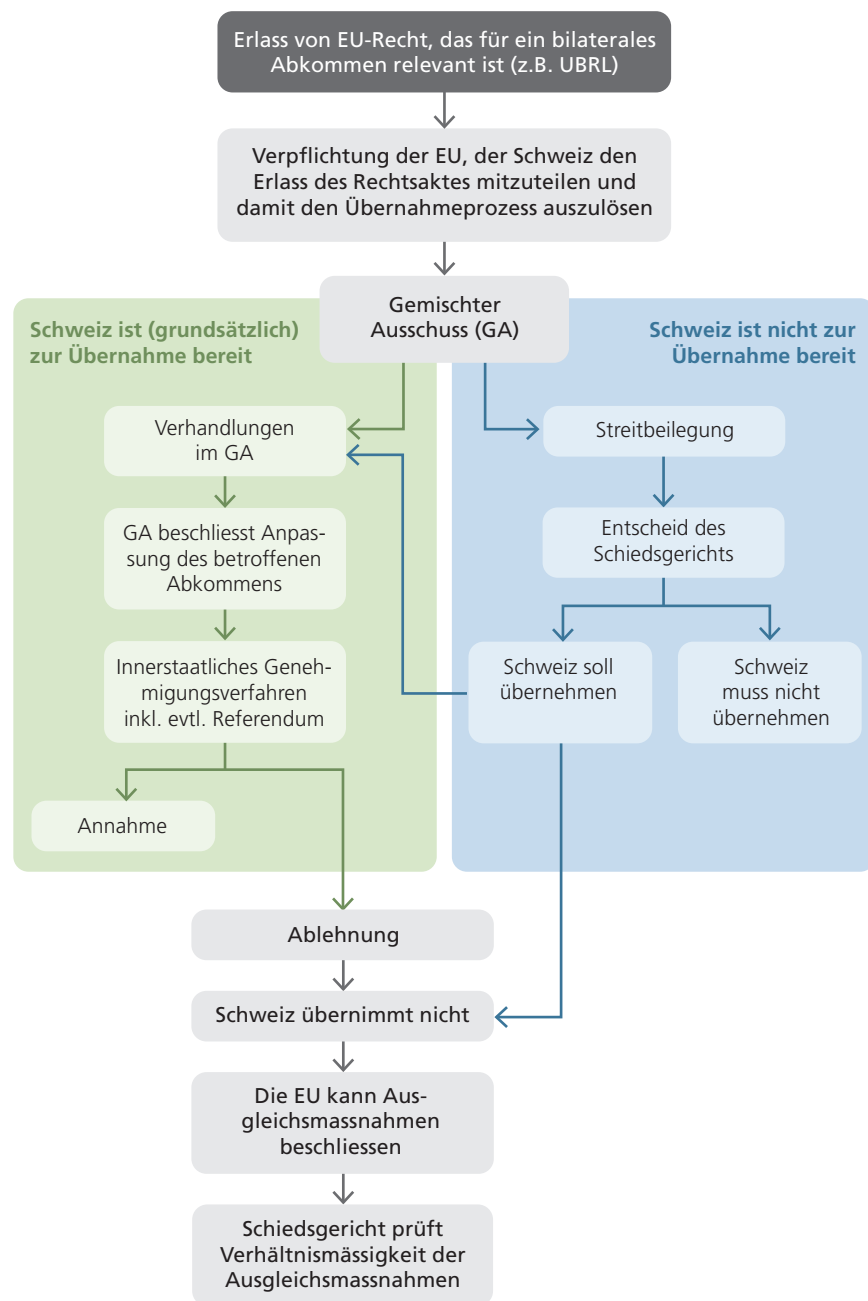 Erlass von EU-Recht, das für ein bilaterales
Abkommen relevant ist (z.B. UBRL)
Verpflichtung der EU, der Schweiz den
Erlass des Rechtsaktes mitzuteilen und
damit den Übernahmeprozess auszulösen
Gemischter
Ausschuss (GA)
Schweiz ist (grundsätzlich)
zur Übernahme bereit
Verhandlungen
im GA
GA beschliesst Anpas-
sung des betroffenen
Abkommens
Innerstaatliches Geneh-
migungsverfahren
inkl. evtl. Referendum
Annahme
Schweiz ist nicht zur
Übernahme bereit
Streitbeilegung
Entscheid des
Schiedsgerichts
Schweiz soll
übernehmen
Schweiz
muss nicht
übernehmen
Ablehnung
Schweiz übernimmt nicht
Die EU kann Aus-
gleichsmassnahmen
beschliessen
Schiedsgericht prüft
Verhältnismässigkeit der
Ausgleichsmassnahmen